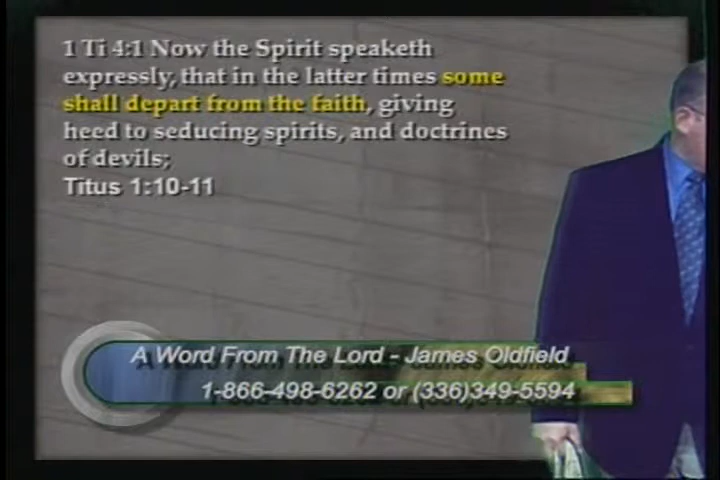 1 Ti 4:1 Now the Spirit speaketh
expressly, that in the latter times some
shall depart from the faith, giving
heed to seducing spirits, and doctrines
of devils;
Titus 1:10-11
A Word From The Lord - James Oldfield
1-866-498-6262 or (336)349-5594